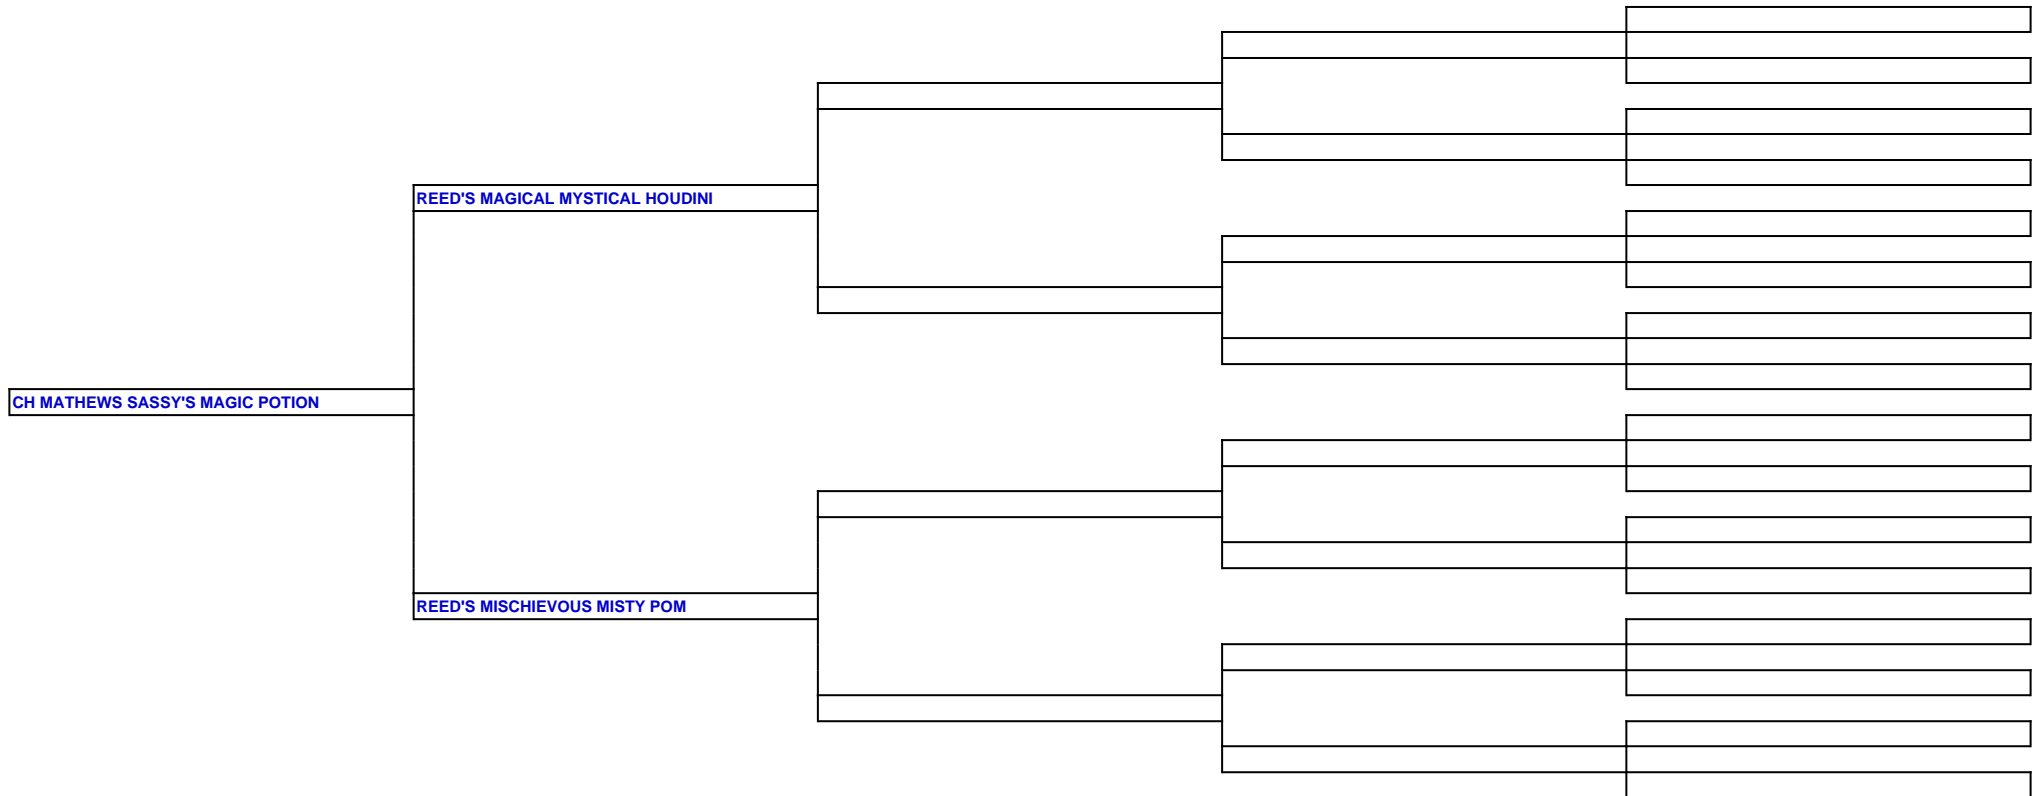 REED'S MAGICAL MYSTICAL HOUDINI
CH MATHEWS SASSY'S MAGIC POTION
REED'S MISCHIEVOUS MISTY POM